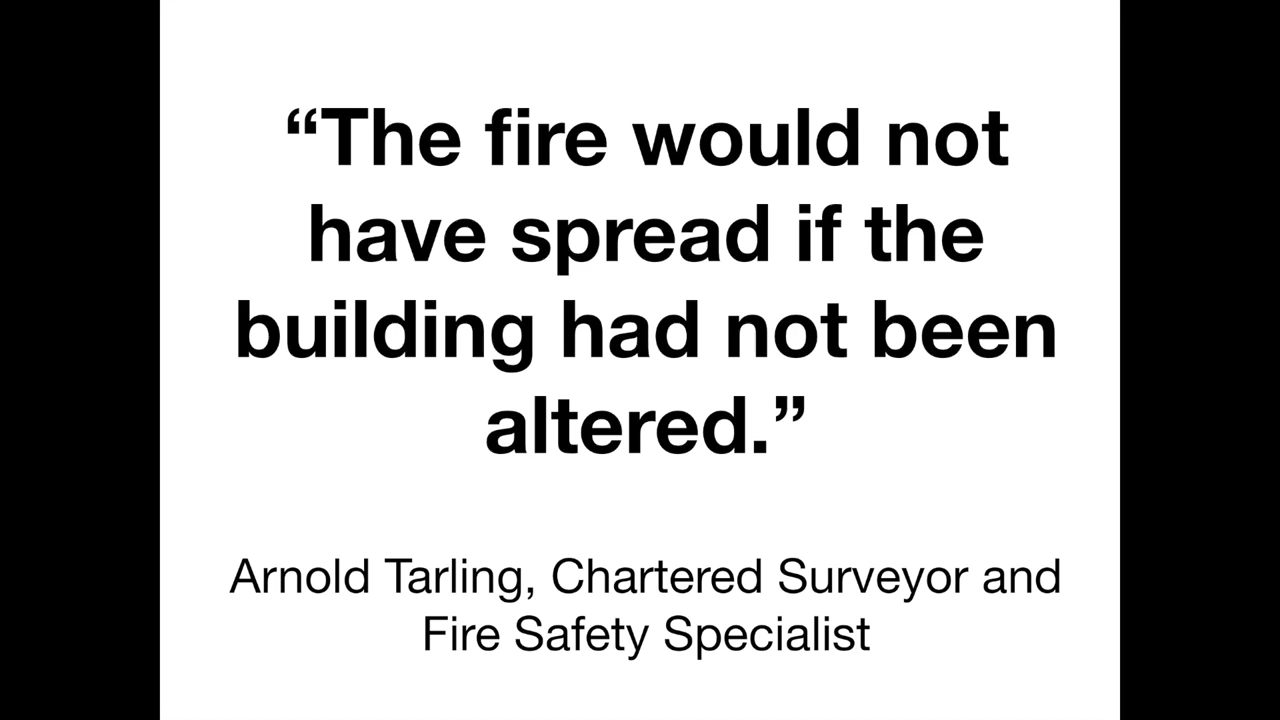 “The fire would not
have spread if the
building had not been
altered.”
Arnold Tarling, Chartered Surveyor and
Fire Safety Specialist